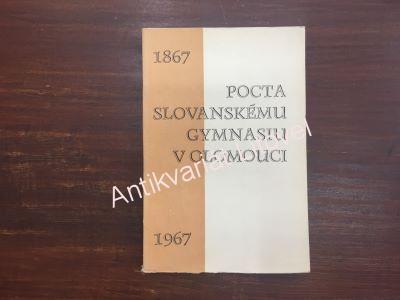 1867
POCTA
SLOVANSKÉMU
GYMNASIU
V OLOMOUCI
1967